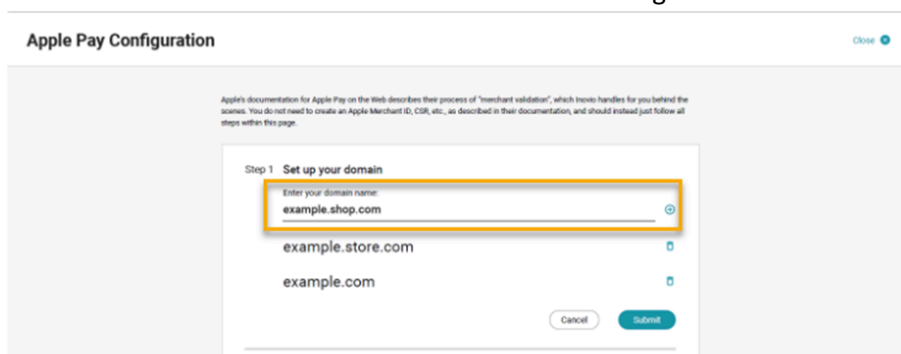 Apple Pay Configuration
Close
Apple's documentation for Apple Pay on the Web describes their process of "merchant validation", which Inovio handles for you behind the
scenes. You do not need to create an Apple Merchant ID, CSR, etc., as described in their documentation, and should instead just follow all
steps within this page.
Step 1 Set up your domain
Enter your domain name:
example.shop.com
example.store.com
example.com
Cancel Submit